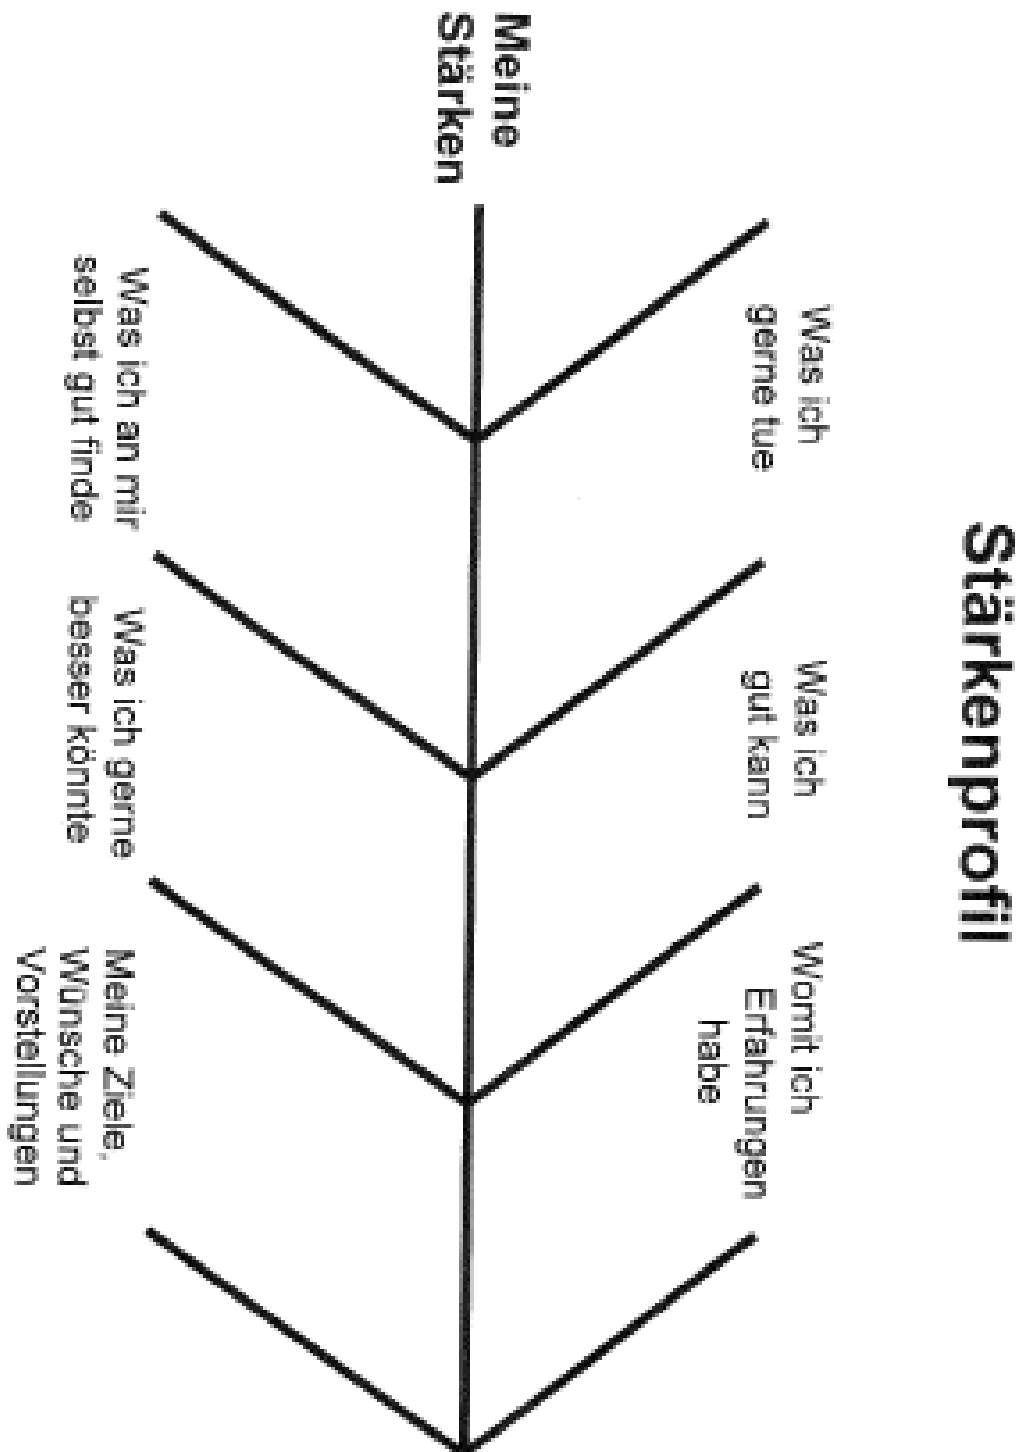 Stärkenprofil
Was ich
gerne tue
Was ich
gut kann
Womit ich
Erfahrungen
habe
Meine
Stärken
Was ich an mir
selbst gut finde
Was ich gerne
besser könnte
Meine Ziele,
Wünsche und
Vorstellungen